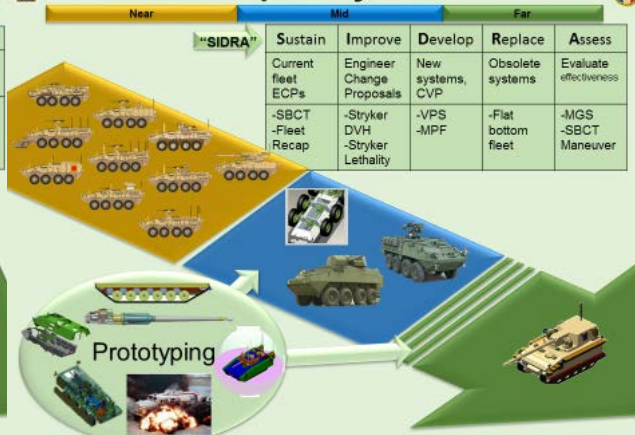 Near Mid Far
"SIDRA" Sustain Improve Develop Replace Assess
Current
fleet
ECPs
Engineer
Change
Proposals
New
systems,
CVP
Obsolete
systems
Evaluate
effectiveness
-SBCT
-Fleet
Recap
-Stryker
DVH
-Stryker
Lethality
-VPS
-MPF
-Flat
bottom
fleet
-MGS
-SBCT
Maneuver
Prototyping